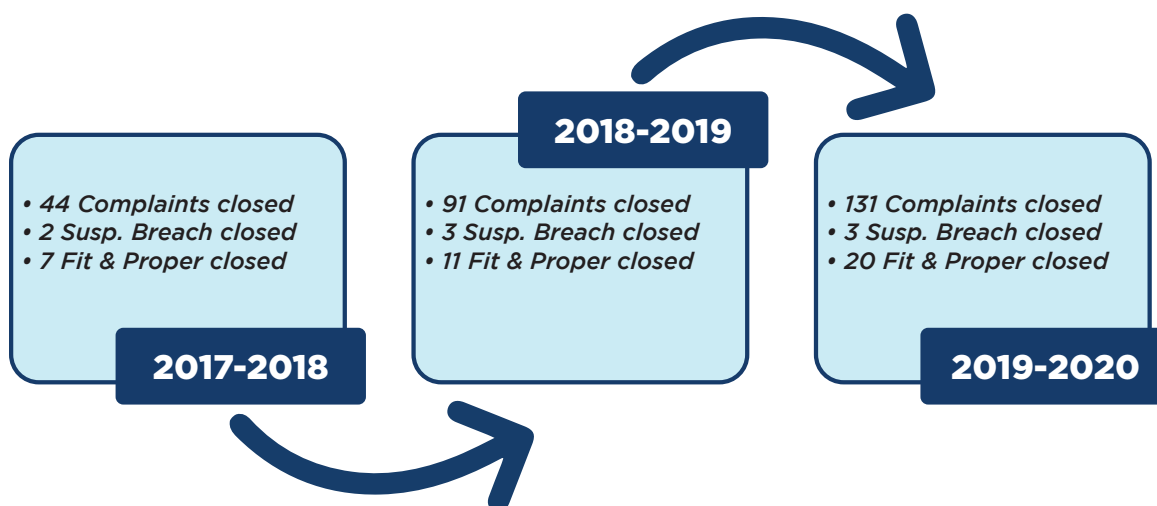 • 44 Complaints closed
• 2 Susp. Breach closed
• 7 Fit & Proper closed
2017-2018
2018-2019
• 91 Complaints closed
• 3 Susp. Breach closed
• 11 Fit & Proper closed
• 131 Complaints closed
• 3 Susp. Breach closed
• 20 Fit & Proper closed
2019-2020